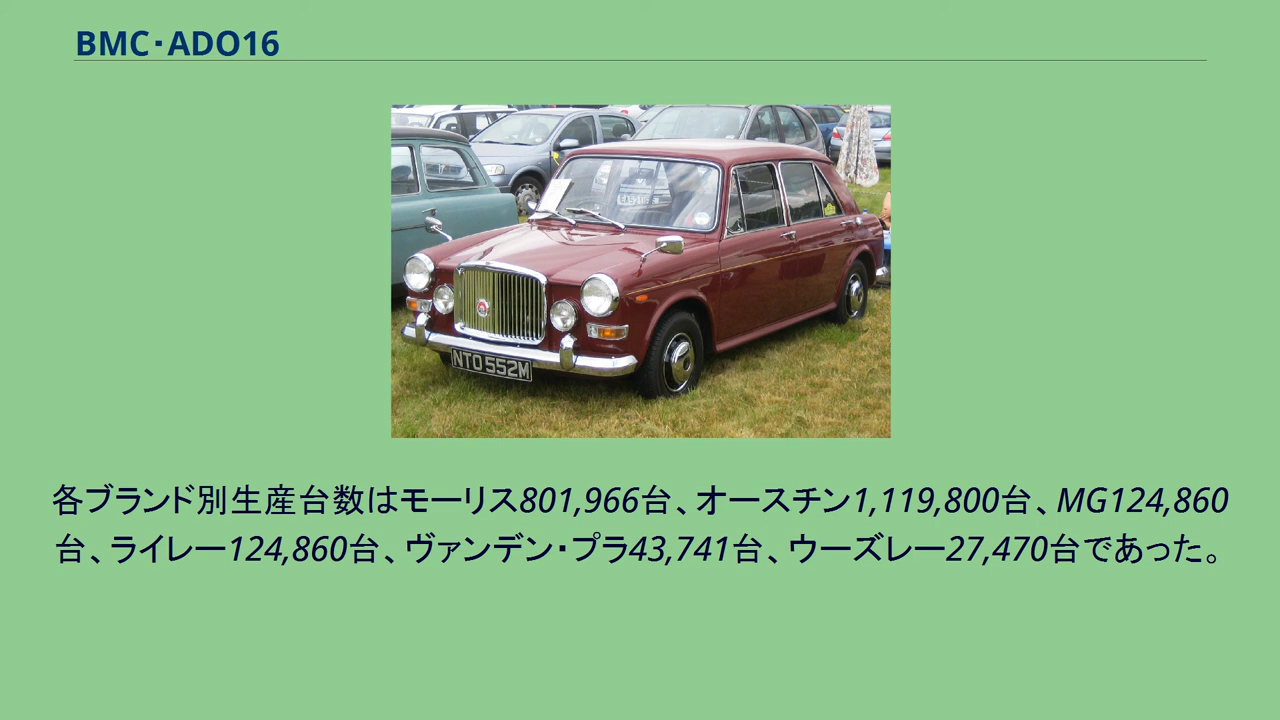 BMC・ADO16
NTO 552M
各ブランド別生産台数はモーリス801,966台、オースチン1,119,800台、MG124,860
台、ライレー124,860台、ヴァンデン・プラ43,741台、ウーズレー27,470台であった。